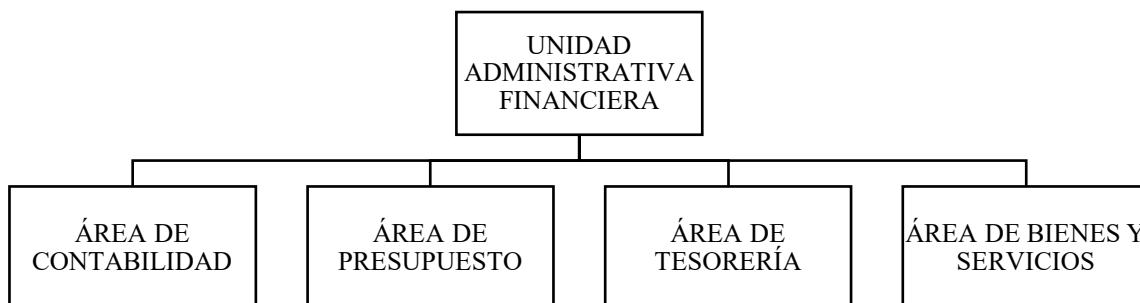 UNIDAD
ADMINISTRATIVA
FINANCIERA
ÁREA DE
CONTABILIDAD
ÁREA DE
PRESUPUESTO
ÁREA DE
TESORERÍA
ÁREA DE BIENES Y
SERVICIOS